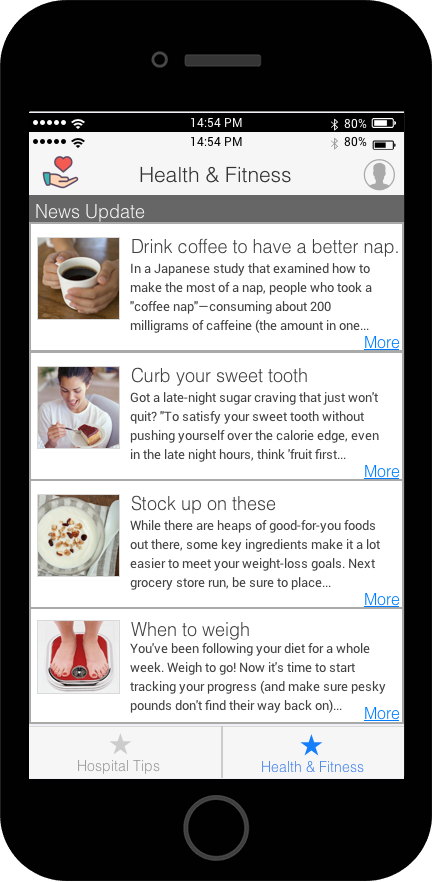 14:54 PM 80%
14:54 PM 80%
Health & Fitness
News Update
Drink coffee to have a better nap.
In a Japanese study that examined how to
make the most of a nap, people who took a
"coffee nap"—consuming about 200
milligrams of caffeine (the amount in one...
More
Curb your sweet tooth
Got a late-night sugar craving that just won't
quit? "To satisfy your sweet tooth without
pushing yourself over the calorie edge, even
in the late night hours, think 'fruit first...
More
Stock up on these
While there are heaps of good-for-you foods
out there, some key ingredients make it a lot
easier to meet your weight-loss goals. Next
grocery store run, be sure to place...
More
When to weigh
You've been following your diet for a whole
week. Weigh to go! Now it's time to start
tracking your progress (and make sure pesky
pounds don't find their way back on)...
More
Hospital Tips
Health & Fitness